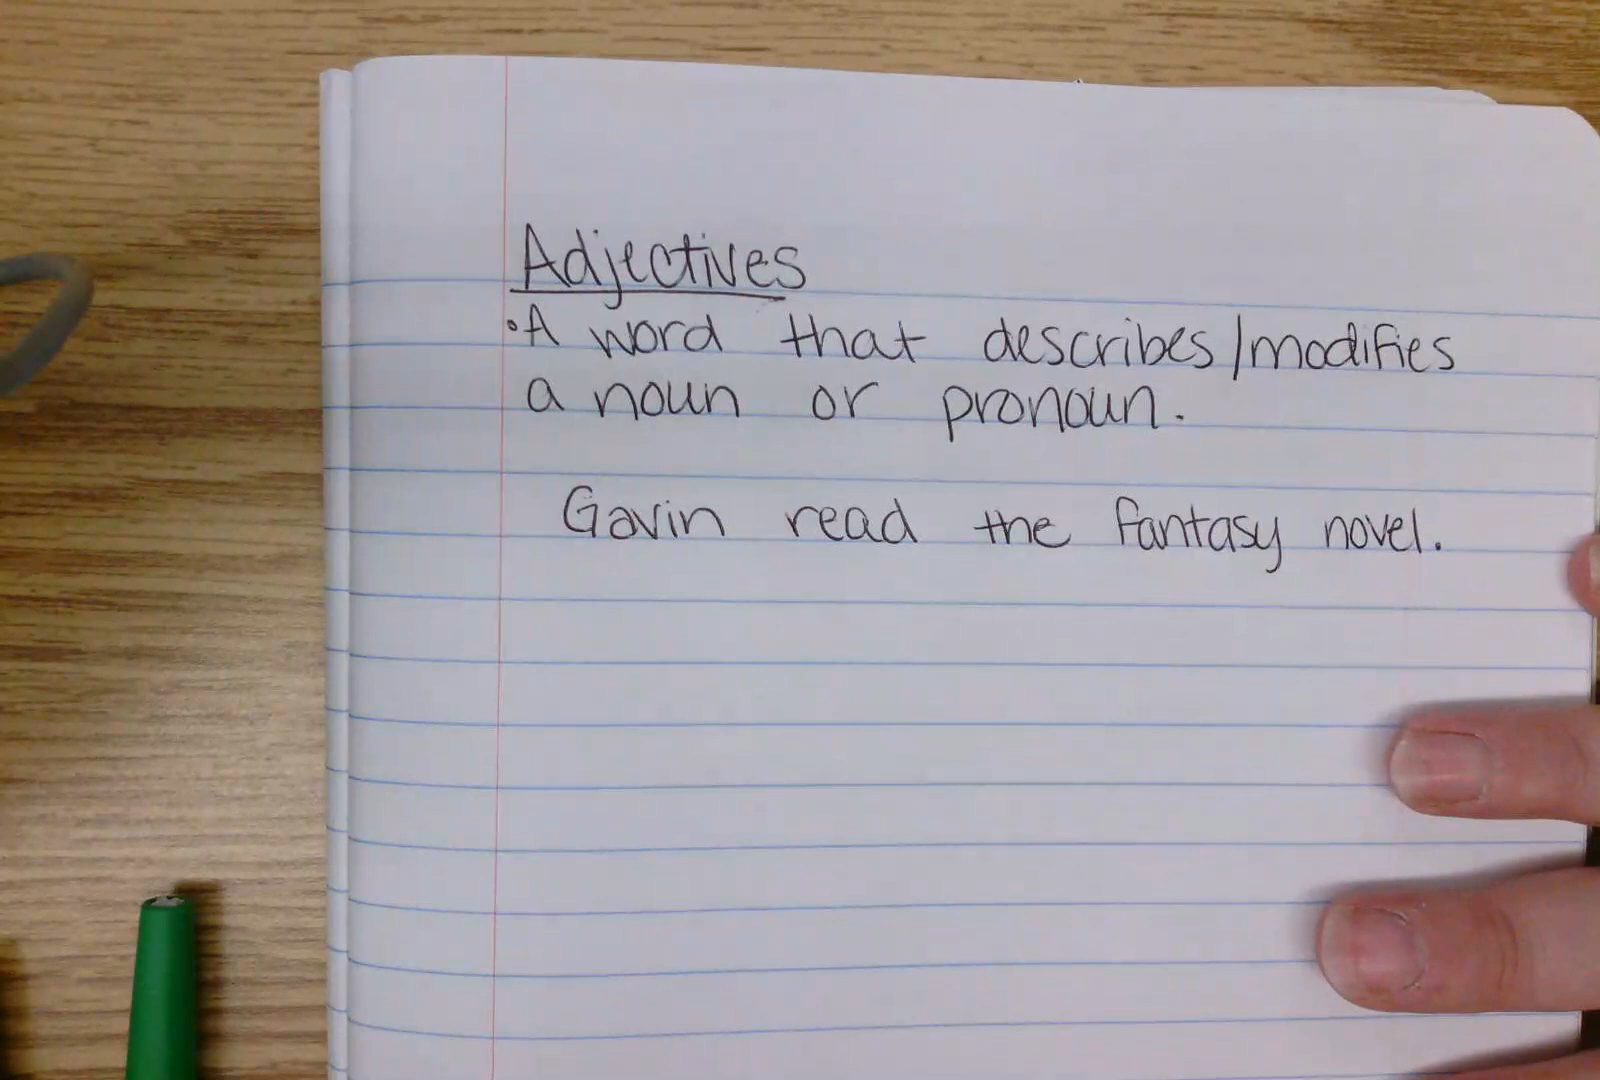 Adjectives
•A word that describes/modifies
a noun or pronoun.
Gavin read the fantasy novel.